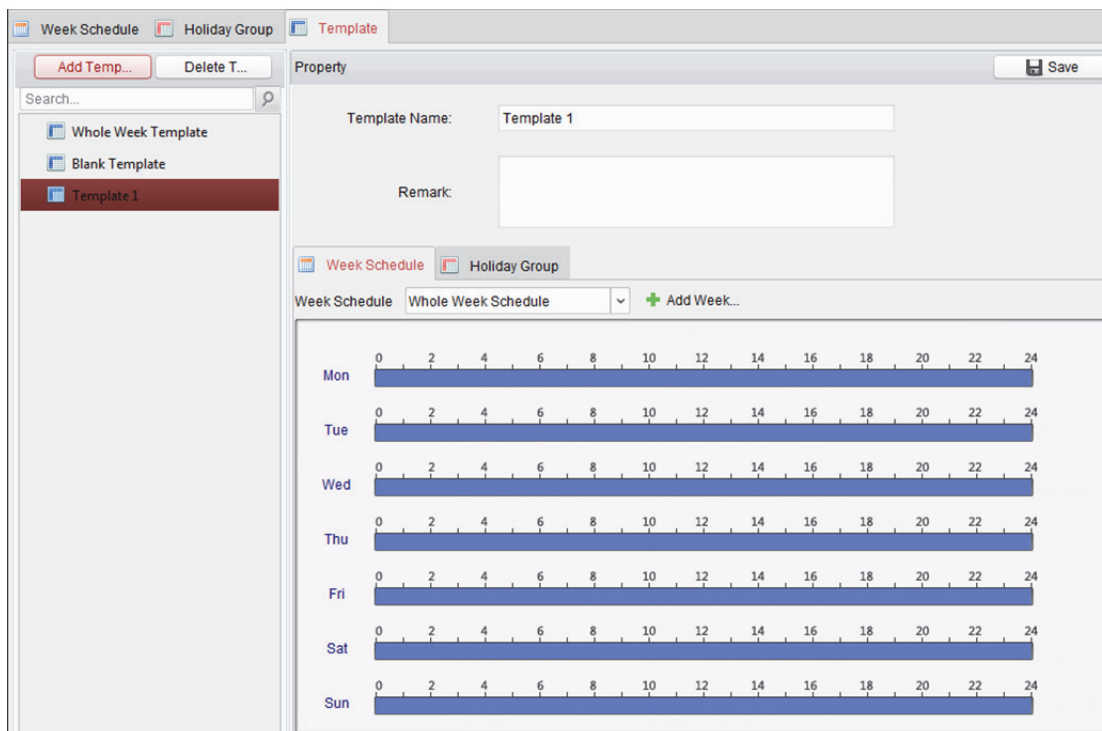 Week Schedule Holiday Group Template
Add Temp... Delete T... Property Save
Search...
Whole Week Template
Blank Template
Template 1
Template Name: Template 1
Remark:
Week Schedule Holiday Group
Week Schedule Whole Week Schedule Add Week...
0 2 4 6 8 10 12 14 16 18 20 22 24
Mon
0 2 4 6 8 10 12 14 16 18 20 22 24
Tue
0 2 4 6 8 10 12 14 16 18 20 22 24
Wed
0 2 4 6 8 10 12 14 16 18 20 22 24
Thu
0 2 4 6 8 10 12 14 16 18 20 22 24
Fri
0 2 4 6 8 10 12 14 16 18 20 22 24
Sat
0 2 4 6 8 10 12 14 16 18 20 22 24
Sun